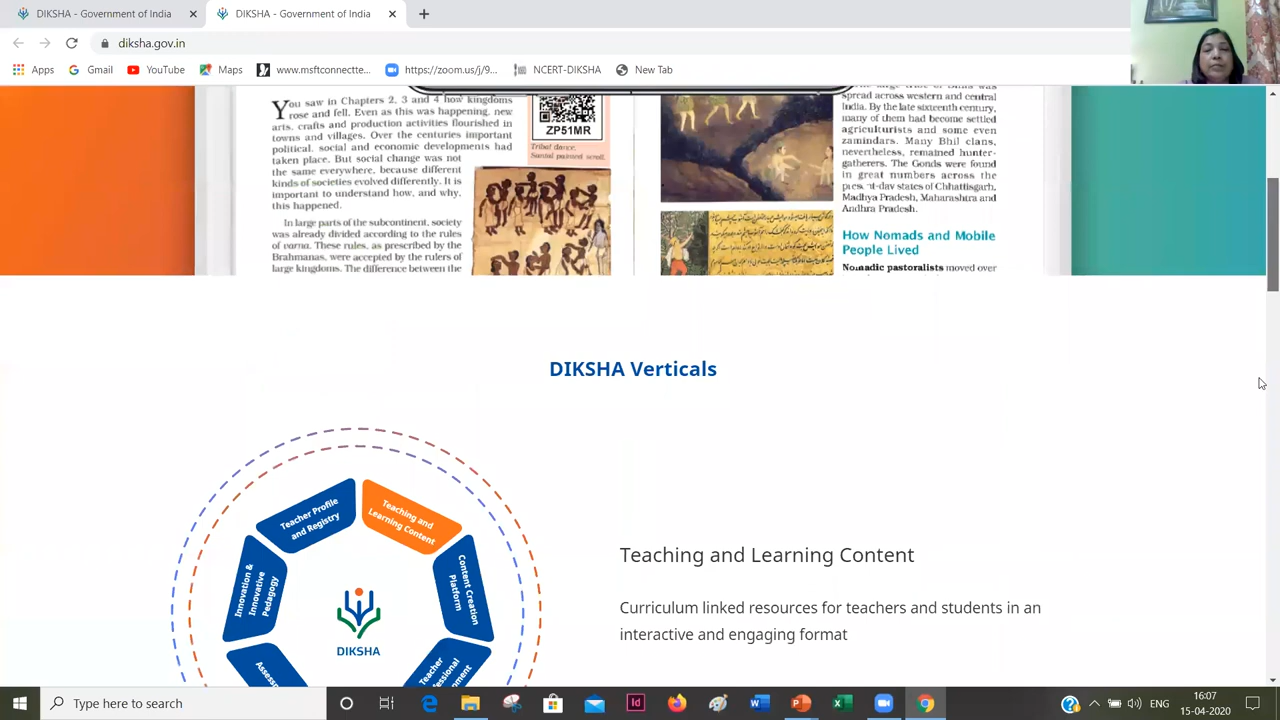 DIKSHA - Government of India
DIKSHA - Government of India
diksha.gov.in
Apps
Gmail
YouTube
Maps
www.msftconnectte...
https://zoom.us/j/9...
NCERT-DIKSHA
New Tab
You saw in Chapters 2, 3 and 4 how kingdoms
rose and fell. Even as this was happening, new
arts, crafts and production activities flourished in
towns and villages. Over the centuries important
political, social and economic developments had
taken place. But social change was not
the same everywhere, because different
kinds of societies evolved differently. It is
important to understand how, and why,
this happened.
In large parts of the subcontinent, society
was already divided according to the rules
of varna. These rules, as prescribed by the
Brahmanas, were accepted by the rulers of
large kingdoms. The difference between the
ZP51MR
Tribal dance,
Santal painted scroll.
spread across western and central
India. By the late sixteenth century,
many of them had become settled
agriculturists and some even
zamindars. Many Bhil clans,
nevertheless, remained hunter-
gatherers. The Gonds were found
in great numbers across the
present-day states of Chhattisgarh,
Madhya Pradesh, Maharashtra and
Andhra Pradesh.
How Nomads and Mobile
People Lived
Nomadic pastoralists moved over
DIKSHA Verticals
Teacher Profile
and Registry
Teaching and
Learning Content
Content Creation
Platform
Innovation &
Innovative
Pedagogy
DIKSHA
Teacher
Teaching and Learning Content
Curriculum linked resources for teachers and students in an
interactive and engaging format
Type here to search
ENG
16:07
15-04-2020